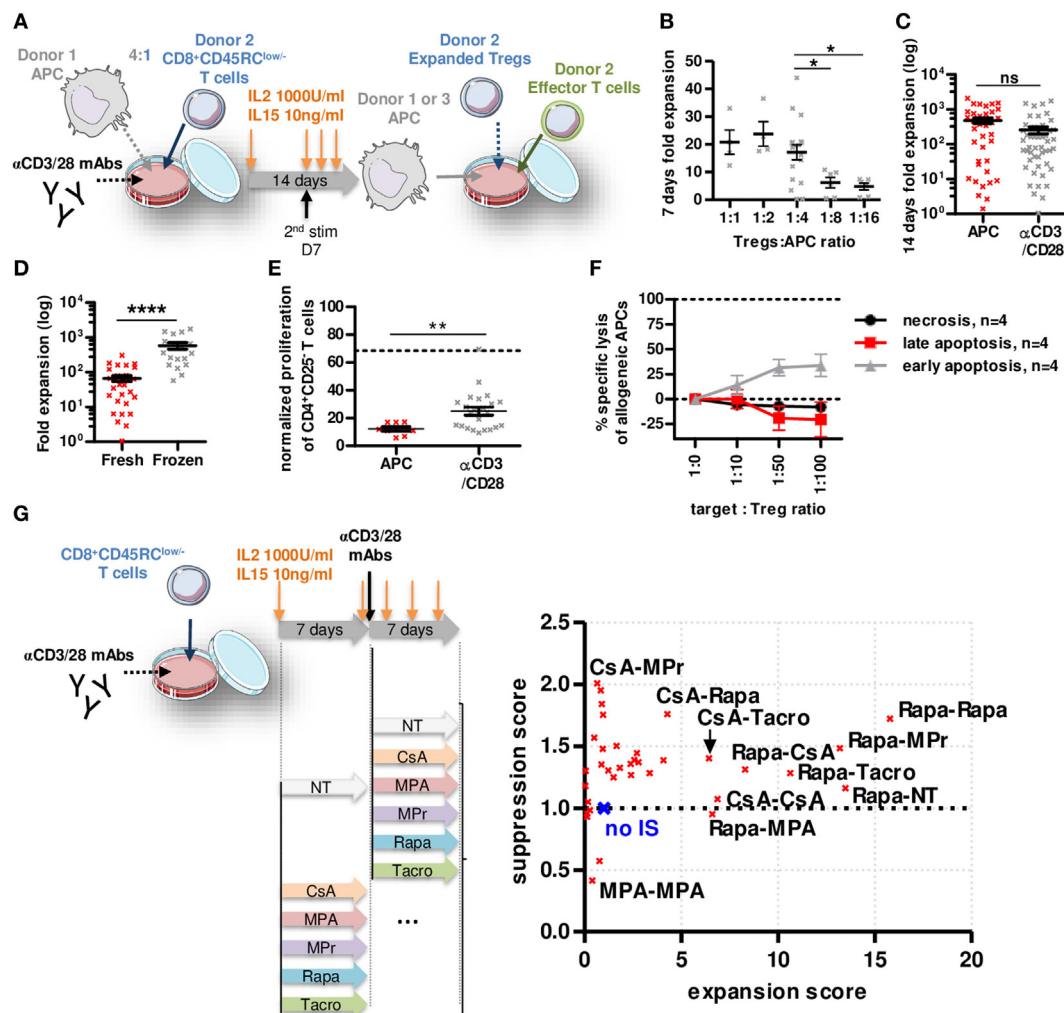 A
Donor 1
APC
4:1
Donor 2
CD8+CD45RClow/-
T cells
αCD3/28 mAbs
IL2 1000U/ml
IL15 10ng/ml
14 days
2nd stim
D7
Donor 1 or 3
APC
Donor 2
Expanded Tregs
Donor 2
Effector T cells
B
7 days fold expansion
60
40
20
0
*
*
1:1 1:2 1:4 1:8 1:16
Tregs:APC ratio
C
14 days fold expansion (log)
10⁴
10³
10²
10¹
10⁰
ns
APC
αCD3
/CD28
D
Fold expansion (log)
10⁴
10³
10²
10¹
10⁰
****
Fresh Frozen
E
normalized proliferation
of CD4+CD25- T cells
100
80
60
40
20
0
**
APC
αCD3
/CD28
F
% specific lysis
of allogeneic APCs
100
75
50
25
0
-25
1:0
1:10
1:50
1:100
target : Treg ratio
necrosis, n=4
late apoptosis, n=4
early apoptosis, n=4
G
CD8+CD45RClow/-
T cells
αCD3/28 mAbs
IL2 1000U/ml
IL15 10ng/ml
αCD3/28
mAbs
7 days
7 days
NT
CsA
MPA
MPr
Rapa
Tacro
NT
CsA
MPA
MPr
Rapa
Tacro
...
suppression score
2.5
2.0
1.5
1.0
0.5
0.0
CsA-MPr
CsA-Rapa
CsA-Tacro
Rapa-Rapa
Rapa-MPr
Rapa-CsA
Rapa-Tacro
Rapa-NT
CsA-CsA
no IS
Rapa-MPA
MPA-MPA
0 5 10 15 20
expansion score